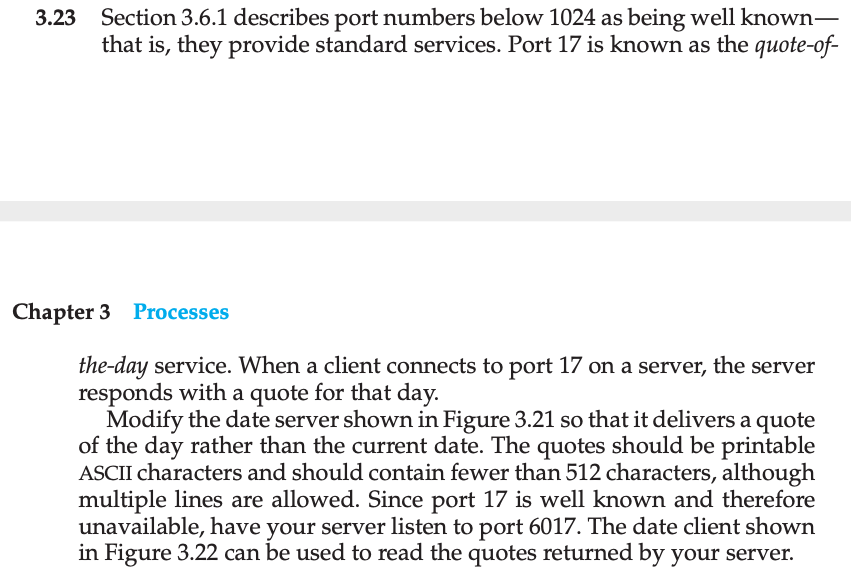 3.23 Section 3.6.1 describes port numbers below 1024 as being well known—
that is, they provide standard services. Port 17 is known as the quote-of-
Chapter 3 Processes
the-day service. When a client connects to port 17 on a server, the server
responds with a quote for that day.
Modify the date server shown in Figure 3.21 so that it delivers a quote
of the day rather than the current date. The quotes should be printable
ASCII characters and should contain fewer than 512 characters, although
multiple lines are allowed. Since port 17 is well known and therefore
unavailable, have your server listen to port 6017. The date client shown
in Figure 3.22 can be used to read the quotes returned by your server.